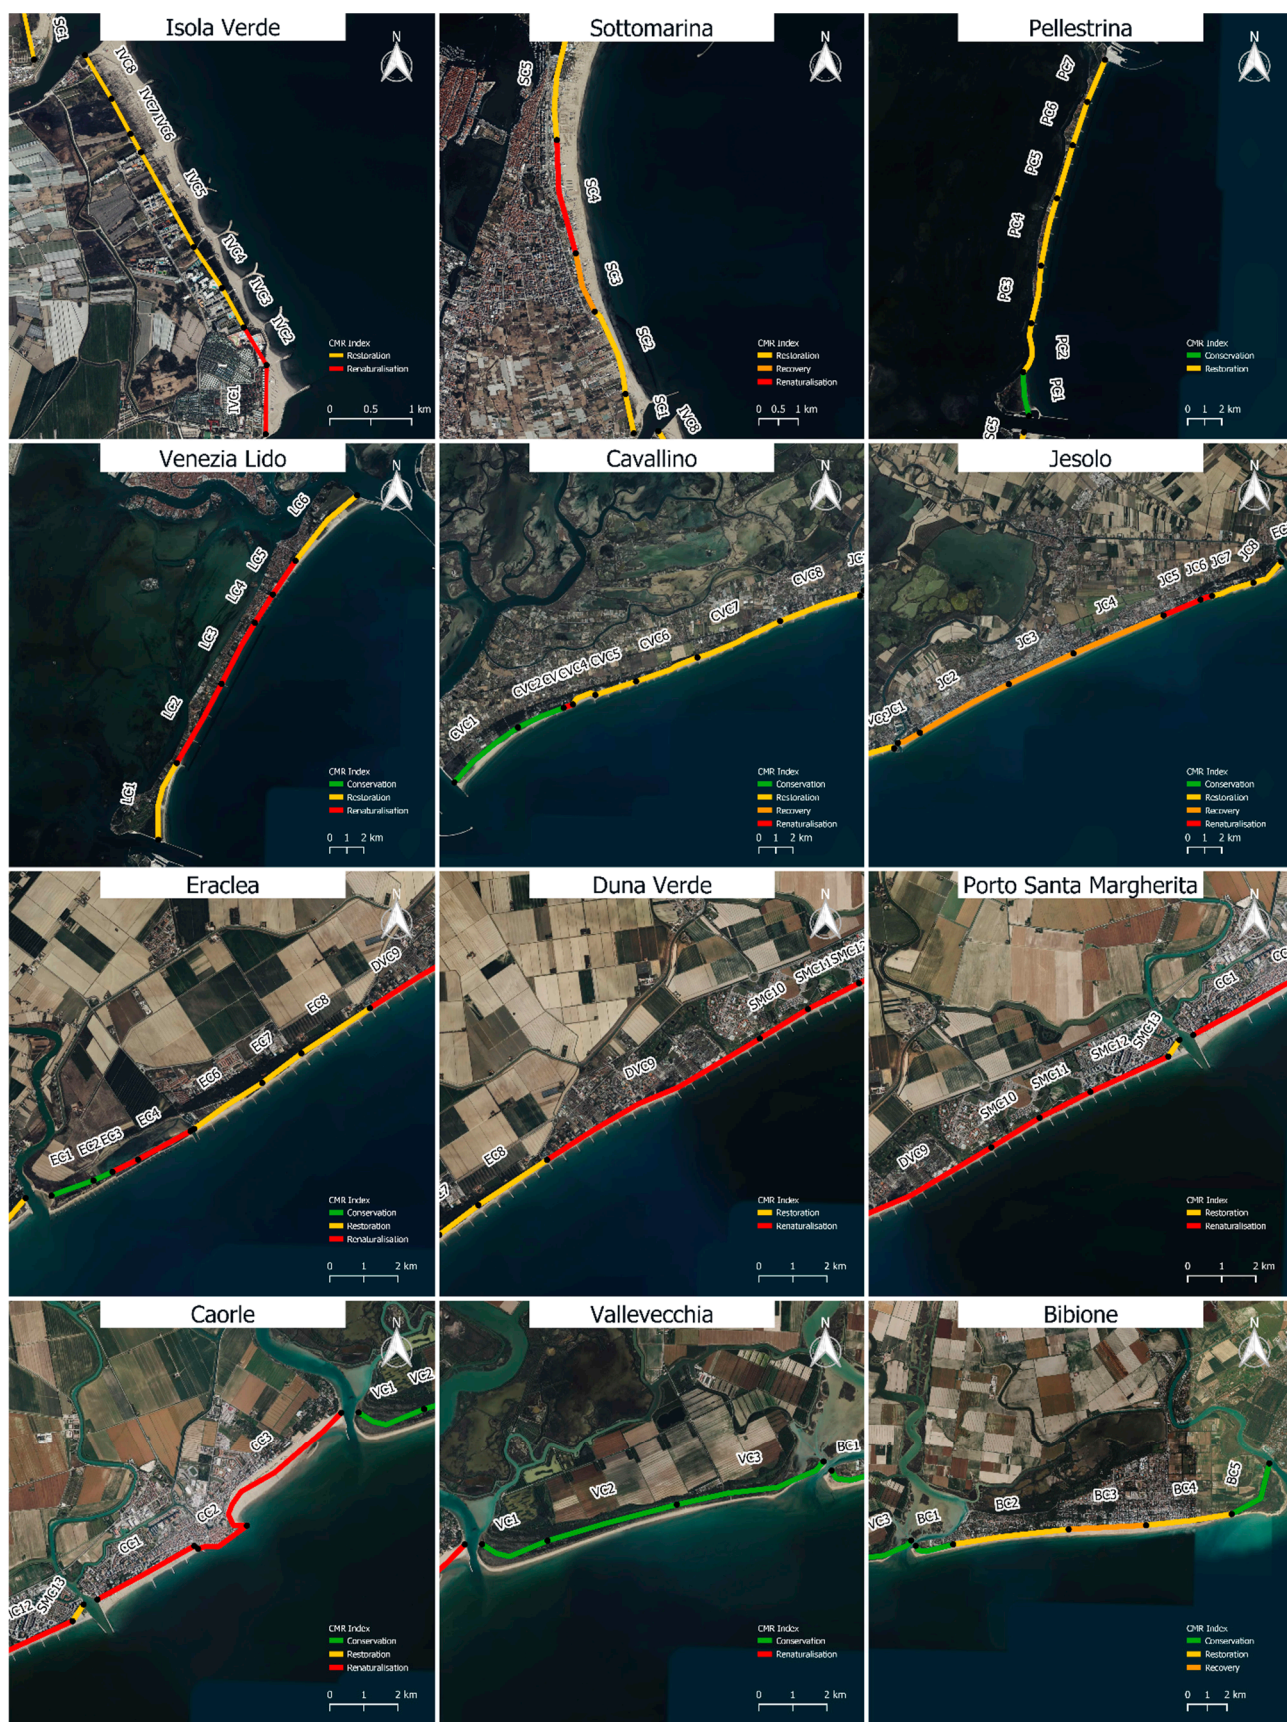 Isola Verde
N
SC1
IVC8
IVC7
IVC6
IVC5
IVC4
IVC3
IVC2
IVC1
CMR Index
Restoration
Renaturalisation
0 0.5 1 km
Sottomarina
N
SC5
SC4
SC3
SC2
SC1
IVC8
CMR Index
Restoration
Recovery
Renaturalisation
0 0.5 1 km
Pellestrina
N
PC7
PC6
PC5
PC4
PC3
PC2
PC1
SC5
CMR Index
Conservation
Restoration
0 1 2 km
Venezia Lido
N
LC6
LC5
LC4
LC3
LC2
LC1
CMR Index
Conservation
Restoration
Renaturalisation
0 1 2 km
Cavallino
N
JC
CVC8
CVC7
CVC6
CVC5
CVC4
CV
CVC2
CVC1
CMR Index
Conservation
Restoration
Recovery
Renaturalisation
0 1 2 km
Jesolo
N
EC
JC8
JC7
JC6
JC5
JC4
JC3
JC2
JC1
CMR Index
Conservation
Restoration
Recovery
Renaturalisation
0 1 2 km
Eraclea
N
DVC9
EC8
EC7
EC6
EC4
EC3
EC2
EC1
CMR Index
Conservation
Restoration
Renaturalisation
0 1 2 km
Duna Verde
N
SMC12
SMC11
SMC10
DVC9
EC8
C7
CMR Index
Restoration
Renaturalisation
0 1 2 km
Porto Santa Margherita
N
CC
CC1
SMC13
SMC12
SMC11
SMC10
DVC9
CMR Index
Restoration
Renaturalisation
0 1 2 km
Caorle
N
VC2
VC1
CC3
CC2
CC1
SMC13
MC12
CMR Index
Conservation
Restoration
Renaturalisation
0 1 2 km
Vallevecchia
N
BC1
VC3
VC2
VC1
CMR Index
Conservation
Renaturalisation
0 1 2 km
Bibione
N
BC5
BC4
BC3
BC2
BC1
VC3
CMR Index
Conservation
Restoration
Recovery
0 1 2 km